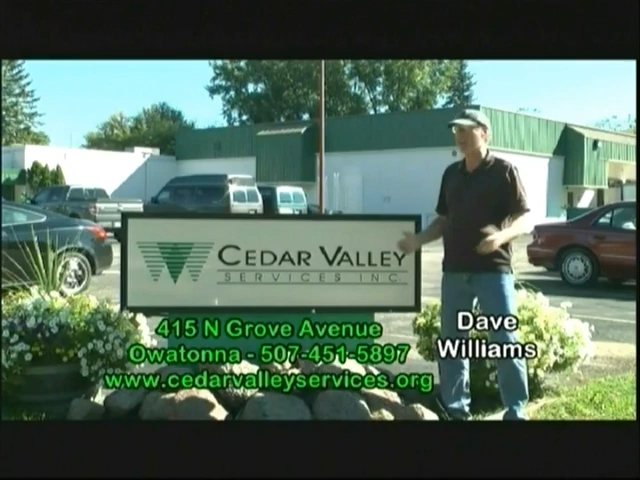 CEDAR VALLEY
SERVICES INC.
415 N Grove Avenue
Owatonna - 507-451-5897
www.cedarvalleyservices.org
Dave
Williams